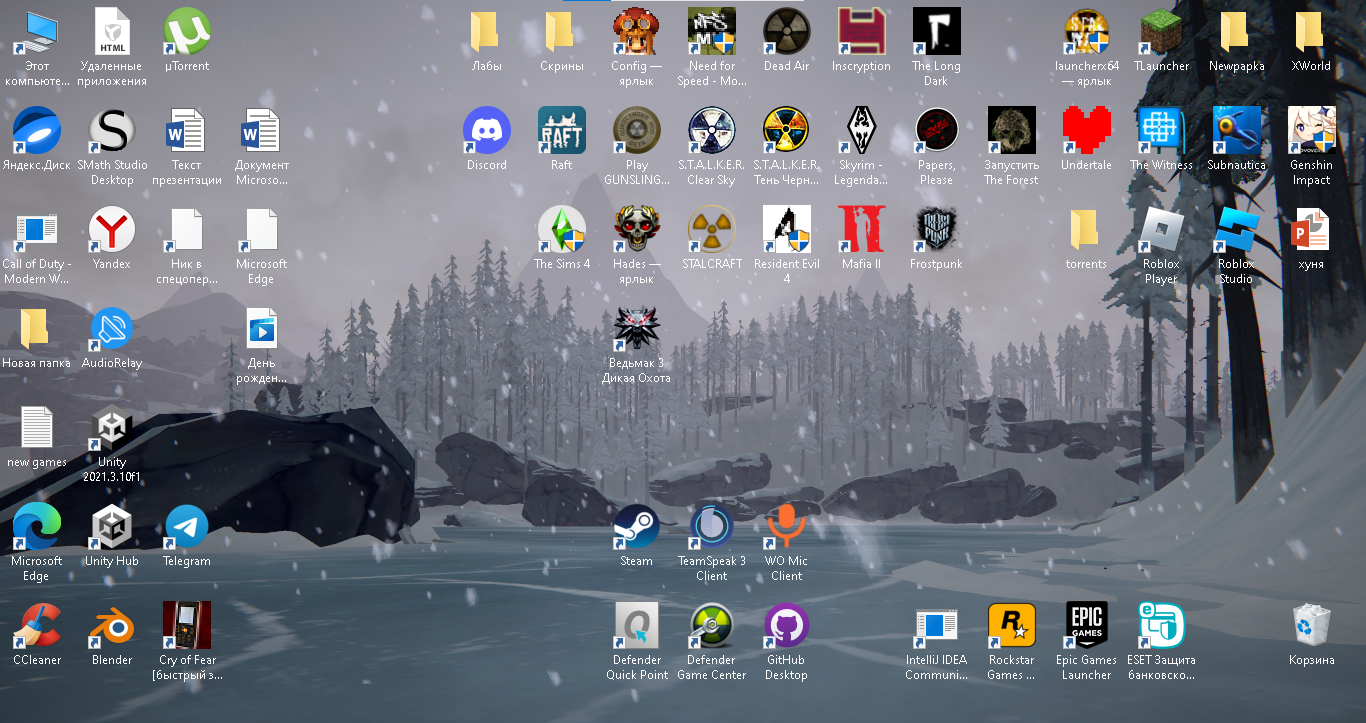 Этот
компьюте...
HTML
Удаленные
приложения
µTorrent
Лабы
Скрины
Config —
ярлык
Need for
Speed - Mo...
Dead Air
Inscryption
The Long
Dark
launcherx64
— ярлык
TLauncher
Newpapka
XWorld
Яндекс.Диск
SMath Studio
Desktop
Текст
презентации
Документ
Microso...
Discord
RAFT
Raft
Play
GUNSLING...
S.T.A.L.K.E.R.
Clear Sky
S.T.A.L.K.E.R.
Тень Черн...
Skyrim -
Legenda...
Papers,
Please
Запустить
The Forest
Undertale
The Witness
Subnautica
Genshin
Impact
Call of Duty -
Modern W...
Yandex
Ник в
спецопер...
Microsoft
Edge
The Sims 4
Hades —
ярлык
STALCRAFT
Resident Evil
4
Mafia II
FROST
PUNK
Frostpunk
torrents
Roblox
Player
Roblox
Studio
хуня
Новая папка
AudioRelay
День
рожден...
Ведьмак 3
Дикая Охота
new games
Unity
2021.3.10f1
Microsoft
Edge
Unity Hub
Telegram
Steam
TeamSpeak 3
Client
WO Mic
Client
CCleaner
Blender
Cry of Fear
[быстрый з...
Defender
Quick Point
Defender
Game Center
GitHub
Desktop
IntelliJ IDEA
Communi...
Rockstar
Games ...
EPIC
GAMES
Epic Games
Launcher
ESET Защита
банковско...
Корзина